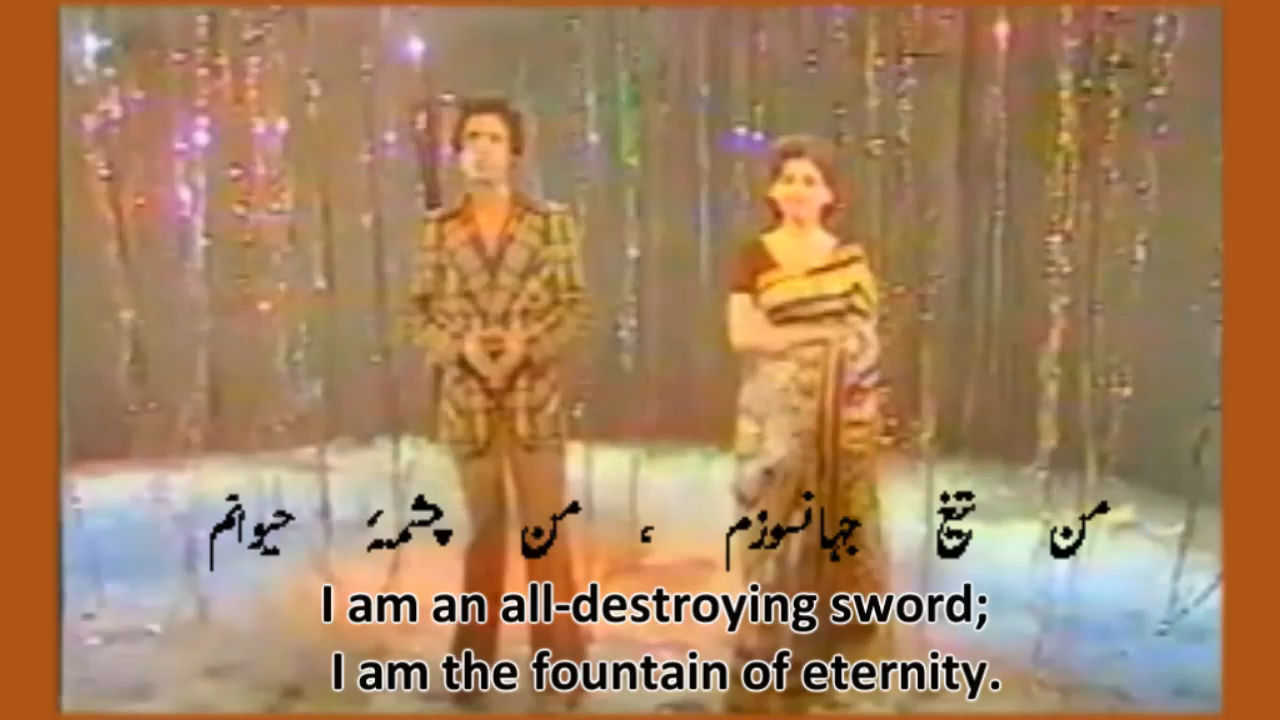 من تیغ جہانسوزم ، من چشمۂ حیوانم
I am an all-destroying sword;
I am the fountain of eternity.